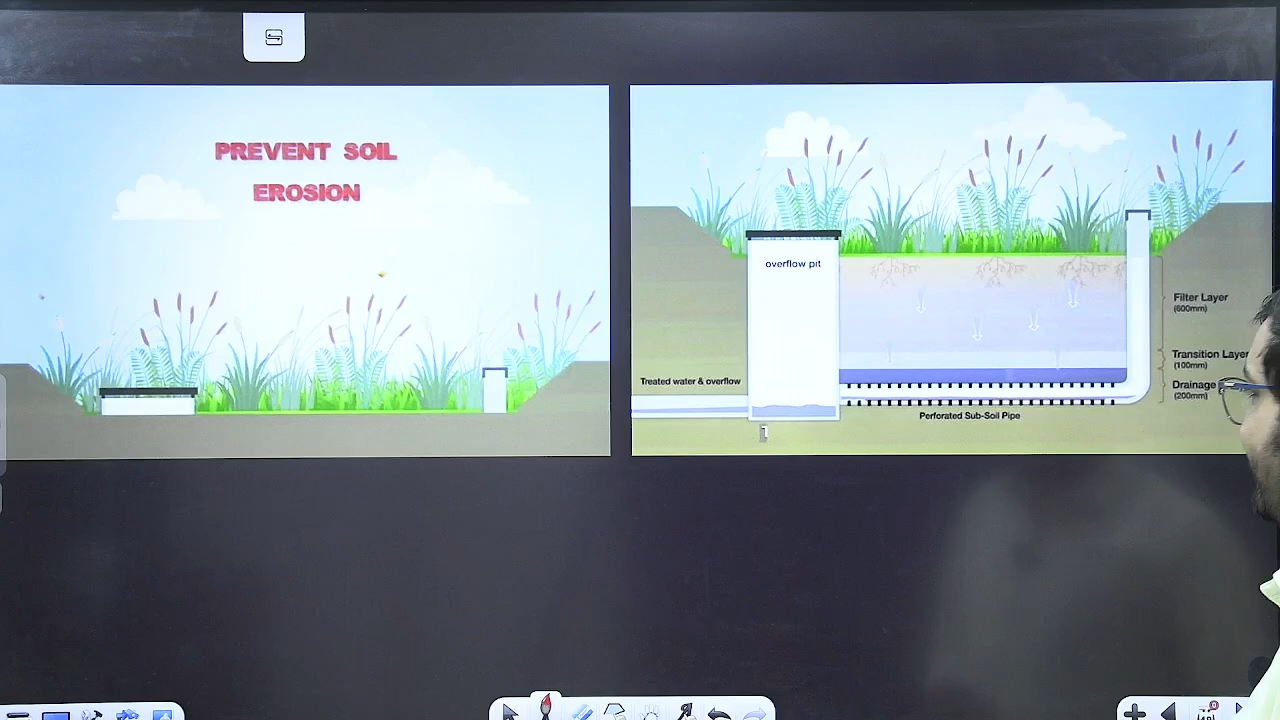 PREVENT SOIL
EROSION
overflow pit
Filter Layer
(600mm)
Transition Layer
(100mm)
Treated water & overflow
Drainage
(200mm)
Perforated Sub-Soil Pipe
1